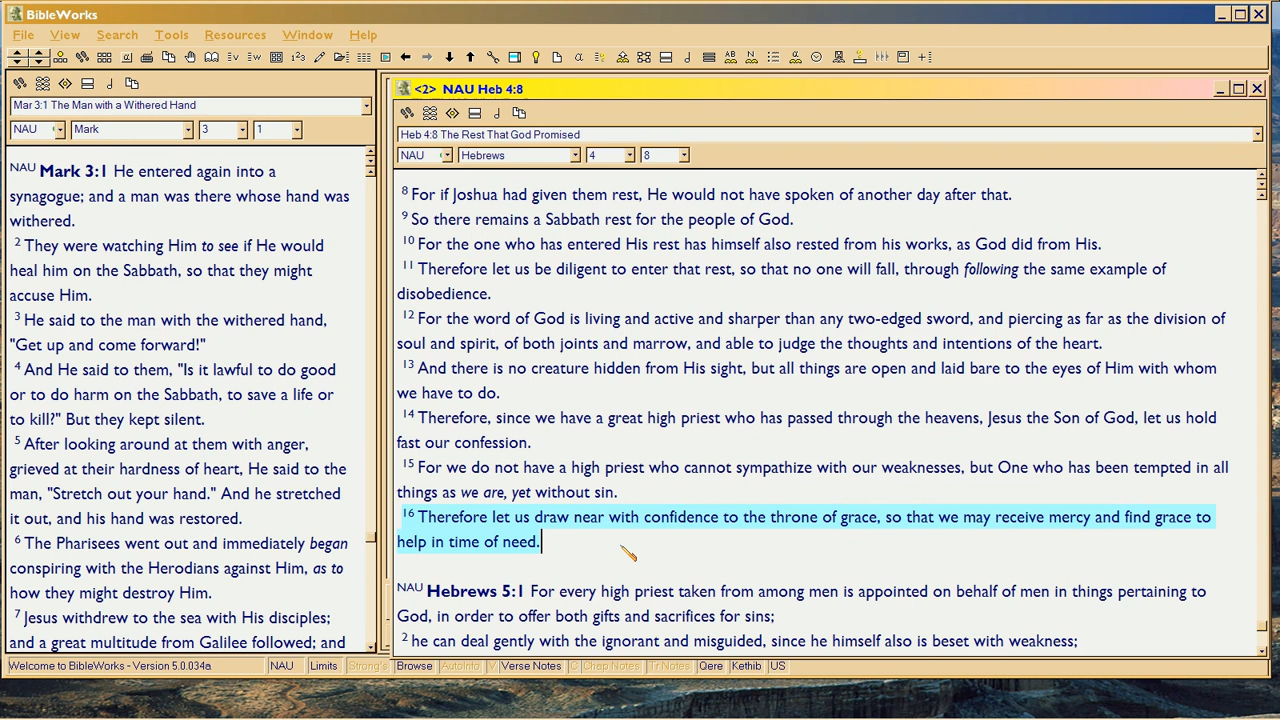 BibleWorks
File View Search Tools Resources Window Help
Mar 3:1 The Man with a Withered Hand
NAU Mark 3 1
NAU Mark 3:1 He entered again into a
synagogue; and a man was there whose hand was
withered.
2 They were watching Him to see if He would
heal him on the Sabbath, so that they might
accuse Him.
3 He said to the man with the withered hand,
"Get up and come forward!"
4 And He said to them, "Is it lawful to do good
or to do harm on the Sabbath, to save a life or
to kill?" But they kept silent.
5 After looking around at them with anger,
grieved at their hardness of heart, He said to the
man, "Stretch out your hand." And he stretched
it out, and his hand was restored.
6 The Pharisees went out and immediately began
conspiring with the Herodians against Him, as to
how they might destroy Him.
7 Jesus withdrew to the sea with His disciples;
and a great multitude from Galilee followed; and
<2> NAU Heb 4:8
Heb 4:8 The Rest That God Promised
NAU Hebrews 4 8
8 For if Joshua had given them rest, He would not have spoken of another day after that.
9 So there remains a Sabbath rest for the people of God.
10 For the one who has entered His rest has himself also rested from his works, as God did from His.
11 Therefore let us be diligent to enter that rest, so that no one will fall, through following the same example of
disobedience.
12 For the word of God is living and active and sharper than any two-edged sword, and piercing as far as the division of
soul and spirit, of both joints and marrow, and able to judge the thoughts and intentions of the heart.
13 And there is no creature hidden from His sight, but all things are open and laid bare to the eyes of Him with whom
we have to do.
14 Therefore, since we have a great high priest who has passed through the heavens, Jesus the Son of God, let us hold
fast our confession.
15 For we do not have a high priest who cannot sympathize with our weaknesses, but One who has been tempted in all
things as we are, yet without sin.
16 Therefore let us draw near with confidence to the throne of grace, so that we may receive mercy and find grace to
help in time of need.
NAU Hebrews 5:1 For every high priest taken from among men is appointed on behalf of men in things pertaining to
God, in order to offer both gifts and sacrifices for sins;
2 he can deal gently with the ignorant and misguided, since he himself also is beset with weakness;
Welcome to BibleWorks - Version 5.0.034a NAU Limits Strong's Browse AutoInfo V Verse Notes C Chap Notes Tr Notes Qere Kethib US